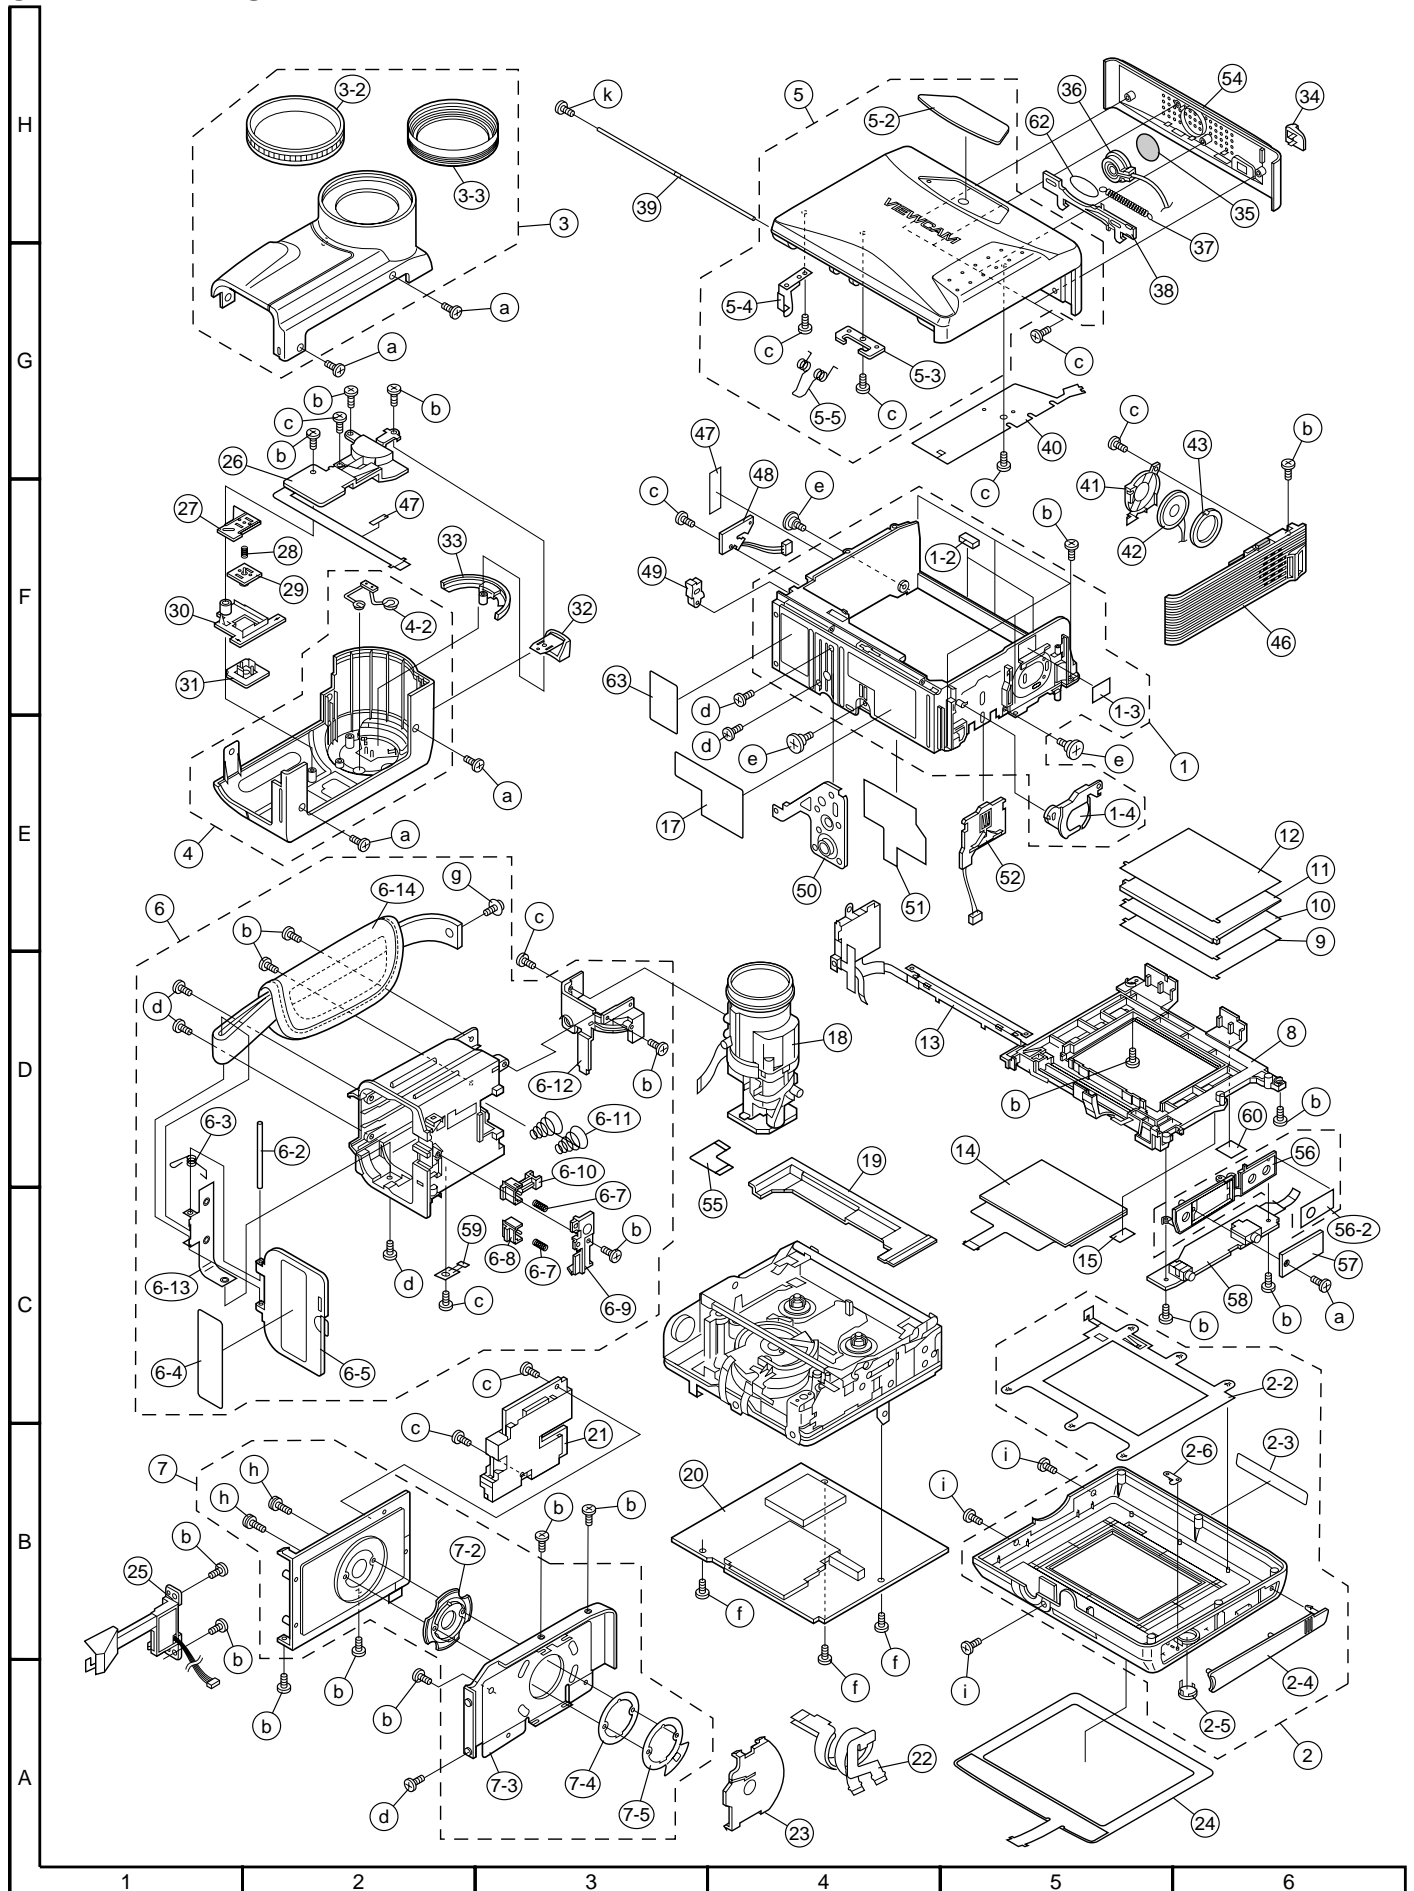 H
G
F
E
D
C
B
A
1
2
3
4
5
6
3-2
3-3
3
a
a
k
39
5
5-2
VIEWCAM
62
36
54
34
35
37
38
5-4
c
5-3
5-5
c
c
40
c
b
b
c
b
26
47
27
28
29
30
31
33
4-2
32
a
a
4
47
48
c
49
e
1-2
b
c
43
b
41
42
46
63
d
d
e
17
50
51
52
1-3
1
e
1-4
12
11
10
9
6
6-14
g
b
b
d
c
6-12
b
6-3
6-2
6-11
6-10
6-7
6-8
6-7
b
6-9
59
d
c
6-13
6-4
6-5
13
18
8
b
b
60
55
19
14
15
56
56-2
57
58
b
b
a
c
c
21
7
h
h
b
25
b
7-2
b
b
b
b
b
7-3
7-4
7-5
d
20
f
f
f
22
23
2-2
2-3
2-6
i
i
i
2-4
2-5
2
24